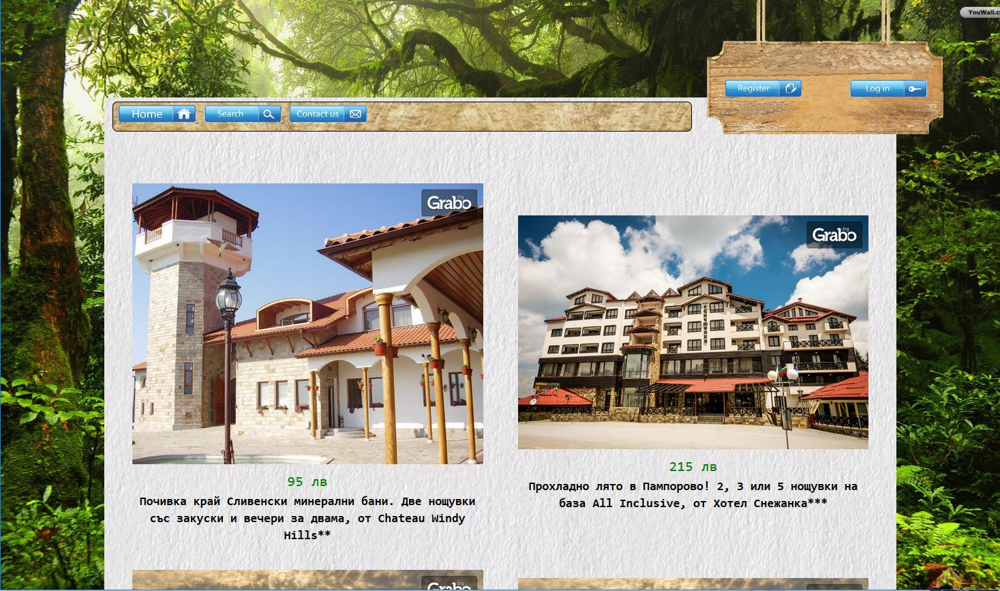 YouWall.c
Register
Log in
Home
Search
Contact us
Grabo.bg
Grabo.bg
95 лв
Почивка край Сливенски минерални бани. Две нощувки
със закуски и вечери за двама, от Chateau Windy
Hills**
215 лв
Прохладно лято в Пампорово! 2, 3 или 5 нощувки на
база All Inclusive, от Хотел Снежанка***
Grabo